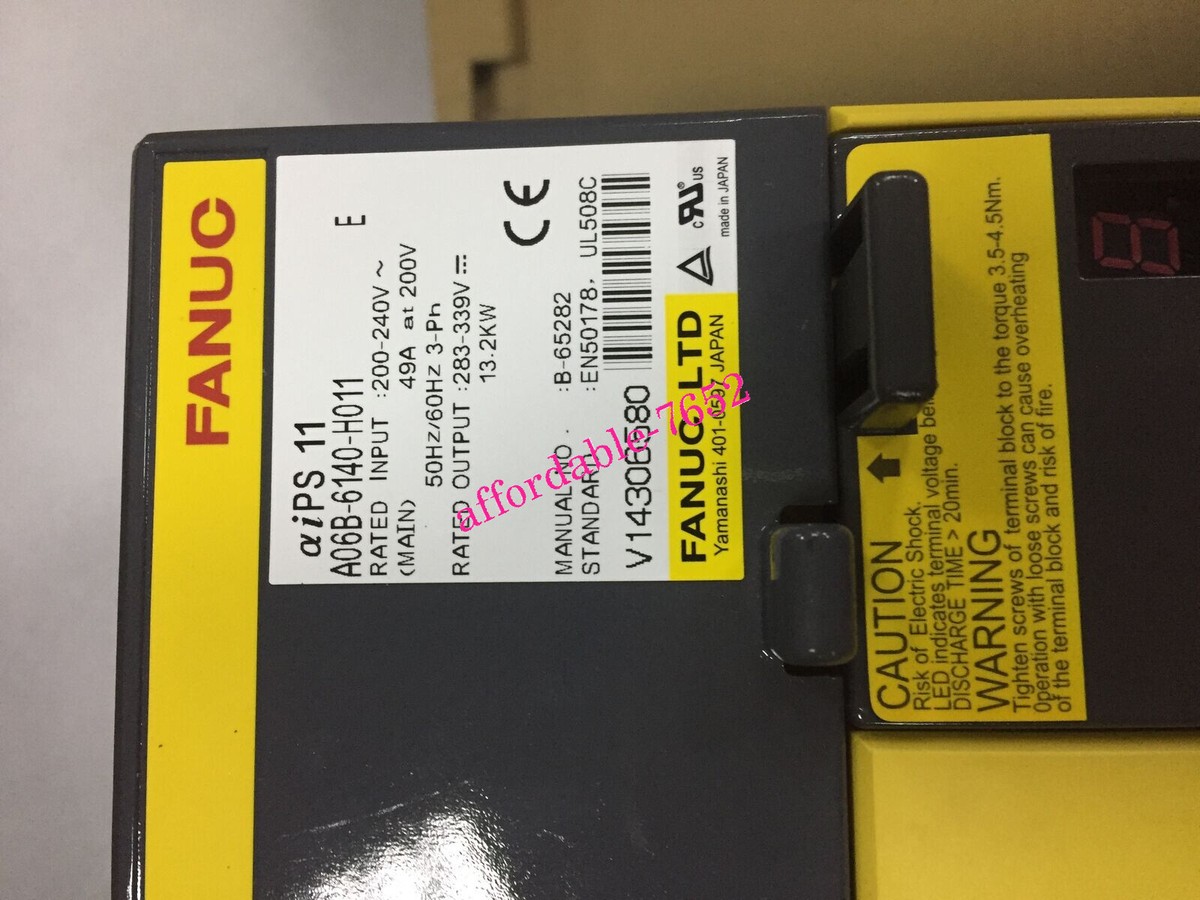 FANUC
αiPS 11
A06B-6140-H011 E
RATED INPUT :200-240V～
(MAIN) 49A at 200V
50HZ/60HZ 3-Ph
RATED OUTPUT :283-339V
13.2KW
MANUAL NO. :B-65282
STANDARD :EN50178, UL508C
FANUC LTD
Yamanashi 401-0597 JAPAN
CE
c RU® US
made in JAPAN
affordable-7652
CAUTION
Risk of Electric Shock.
LED indicates terminal voltage
DISCHARGE TIME > 20min.
WARNING
Tighten screws of terminal block to the torque 3.5-4.5Nm.
Operation with loose screws can cause overheating
of the terminal block and risk of fire.
8